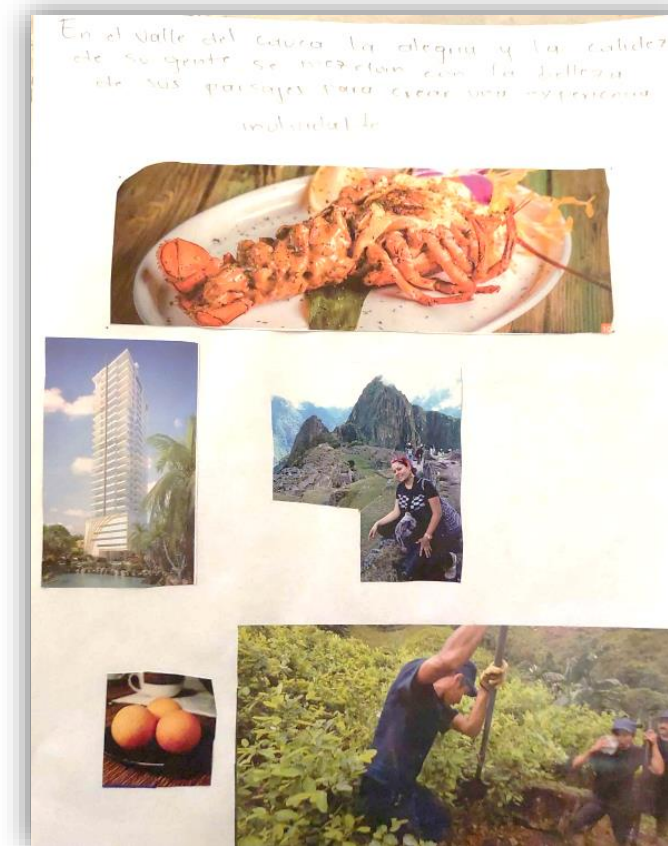 En el valle del cauca la alegria y la calidez
de su gente se mezclan con la belleza
de sus paisajes para crear una experiencia